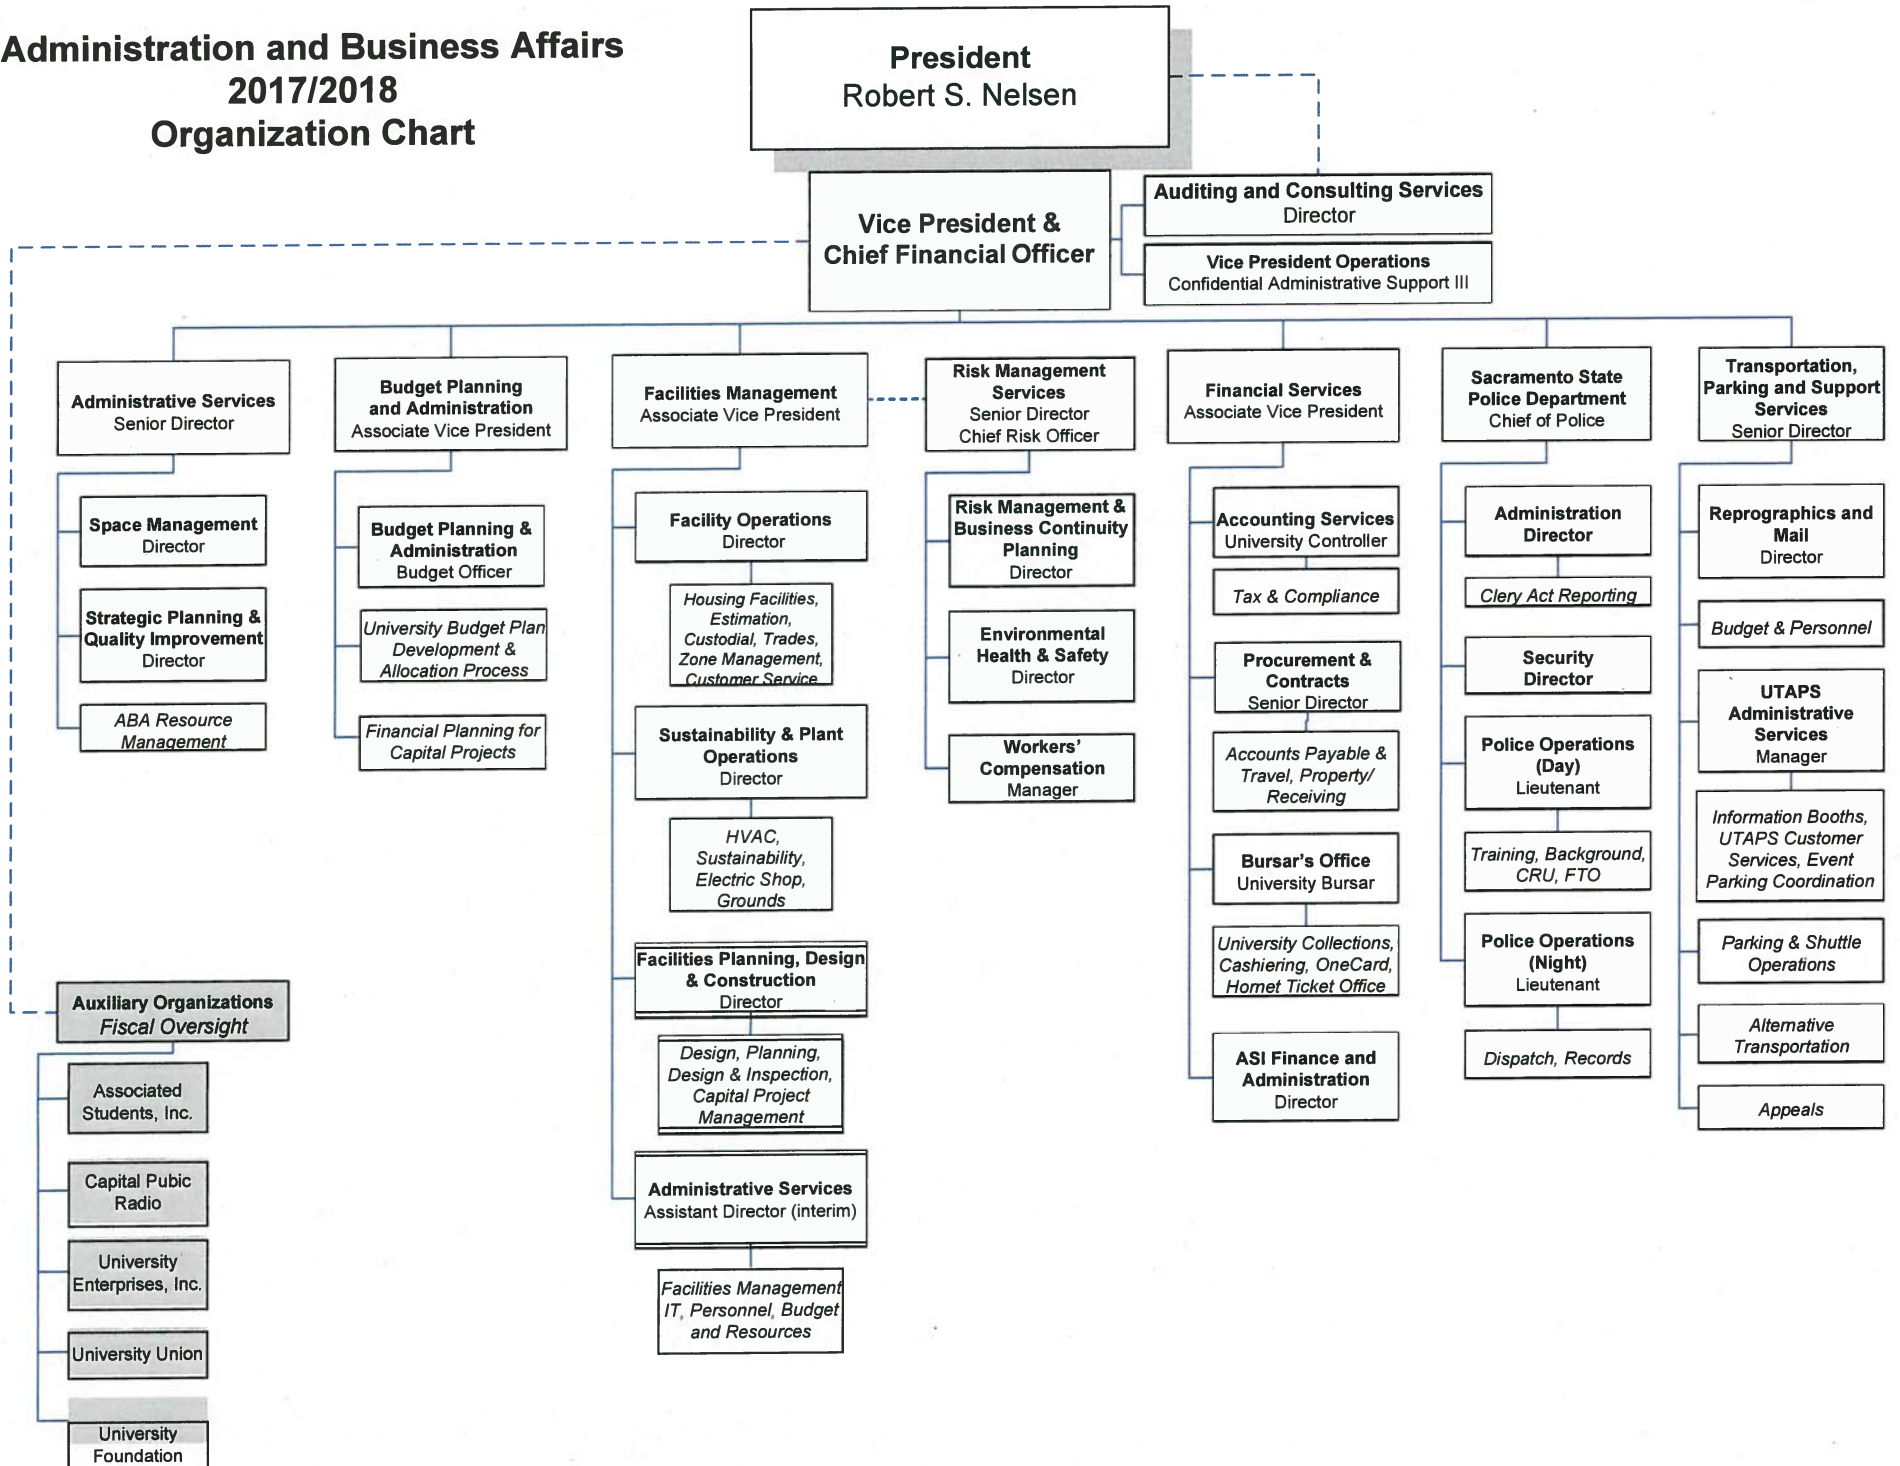 Administration and Business Affairs
2017/2018
Organization Chart
President
Robert S. Nelsen
Vice President &
Chief Financial Officer
Auditing and Consulting Services
Director
Vice President Operations
Confidential Administrative Support III
Administrative Services
Senior Director
Space Management
Director
Strategic Planning &
Quality Improvement
Director
ABA Resource
Management
Budget Planning
and Administration
Associate Vice President
Budget Planning &
Administration
Budget Officer
University Budget Plan
Development &
Allocation Process
Financial Planning for
Capital Projects
Facilities Management
Associate Vice President
Facility Operations
Director
Housing Facilities,
Estimation,
Custodial, Trades,
Zone Management,
Customer Service
Sustainability & Plant
Operations
Director
HVAC,
Sustainability,
Electric Shop,
Grounds
Facilities Planning, Design
& Construction
Director
Design, Planning,
Design & Inspection,
Capital Project
Management
Administrative Services
Assistant Director (interim)
Facilities Management
IT, Personnel, Budget
and Resources
Risk Management
Services
Senior Director
Chief Risk Officer
Risk Management &
Business Continuity
Planning
Director
Environmental
Health & Safety
Director
Workers'
Compensation
Manager
Financial Services
Associate Vice President
Accounting Services
University Controller
Tax & Compliance
Procurement &
Contracts
Senior Director
Accounts Payable &
Travel, Property/
Receiving
Bursar's Office
University Bursar
University Collections,
Cashiering, OneCard,
Hornet Ticket Office
ASI Finance and
Administration
Director
Sacramento State
Police Department
Chief of Police
Administration
Director
Clery Act Reporting
Security
Director
Police Operations
(Day)
Lieutenant
Training, Background,
CRU, FTO
Police Operations
(Night)
Lieutenant
Dispatch, Records
Transportation,
Parking and Support
Services
Senior Director
Reprographics and
Mail
Director
Budget & Personnel
UTAPS
Administrative
Services
Manager
Information Booths,
UTAPS Customer
Services, Event
Parking Coordination
Parking & Shuttle
Operations
Alternative
Transportation
Appeals
Auxiliary Organizations
Fiscal Oversight
Associated
Students, Inc.
Capital Pubic
Radio
University
Enterprises, Inc.
University Union
University
Foundation